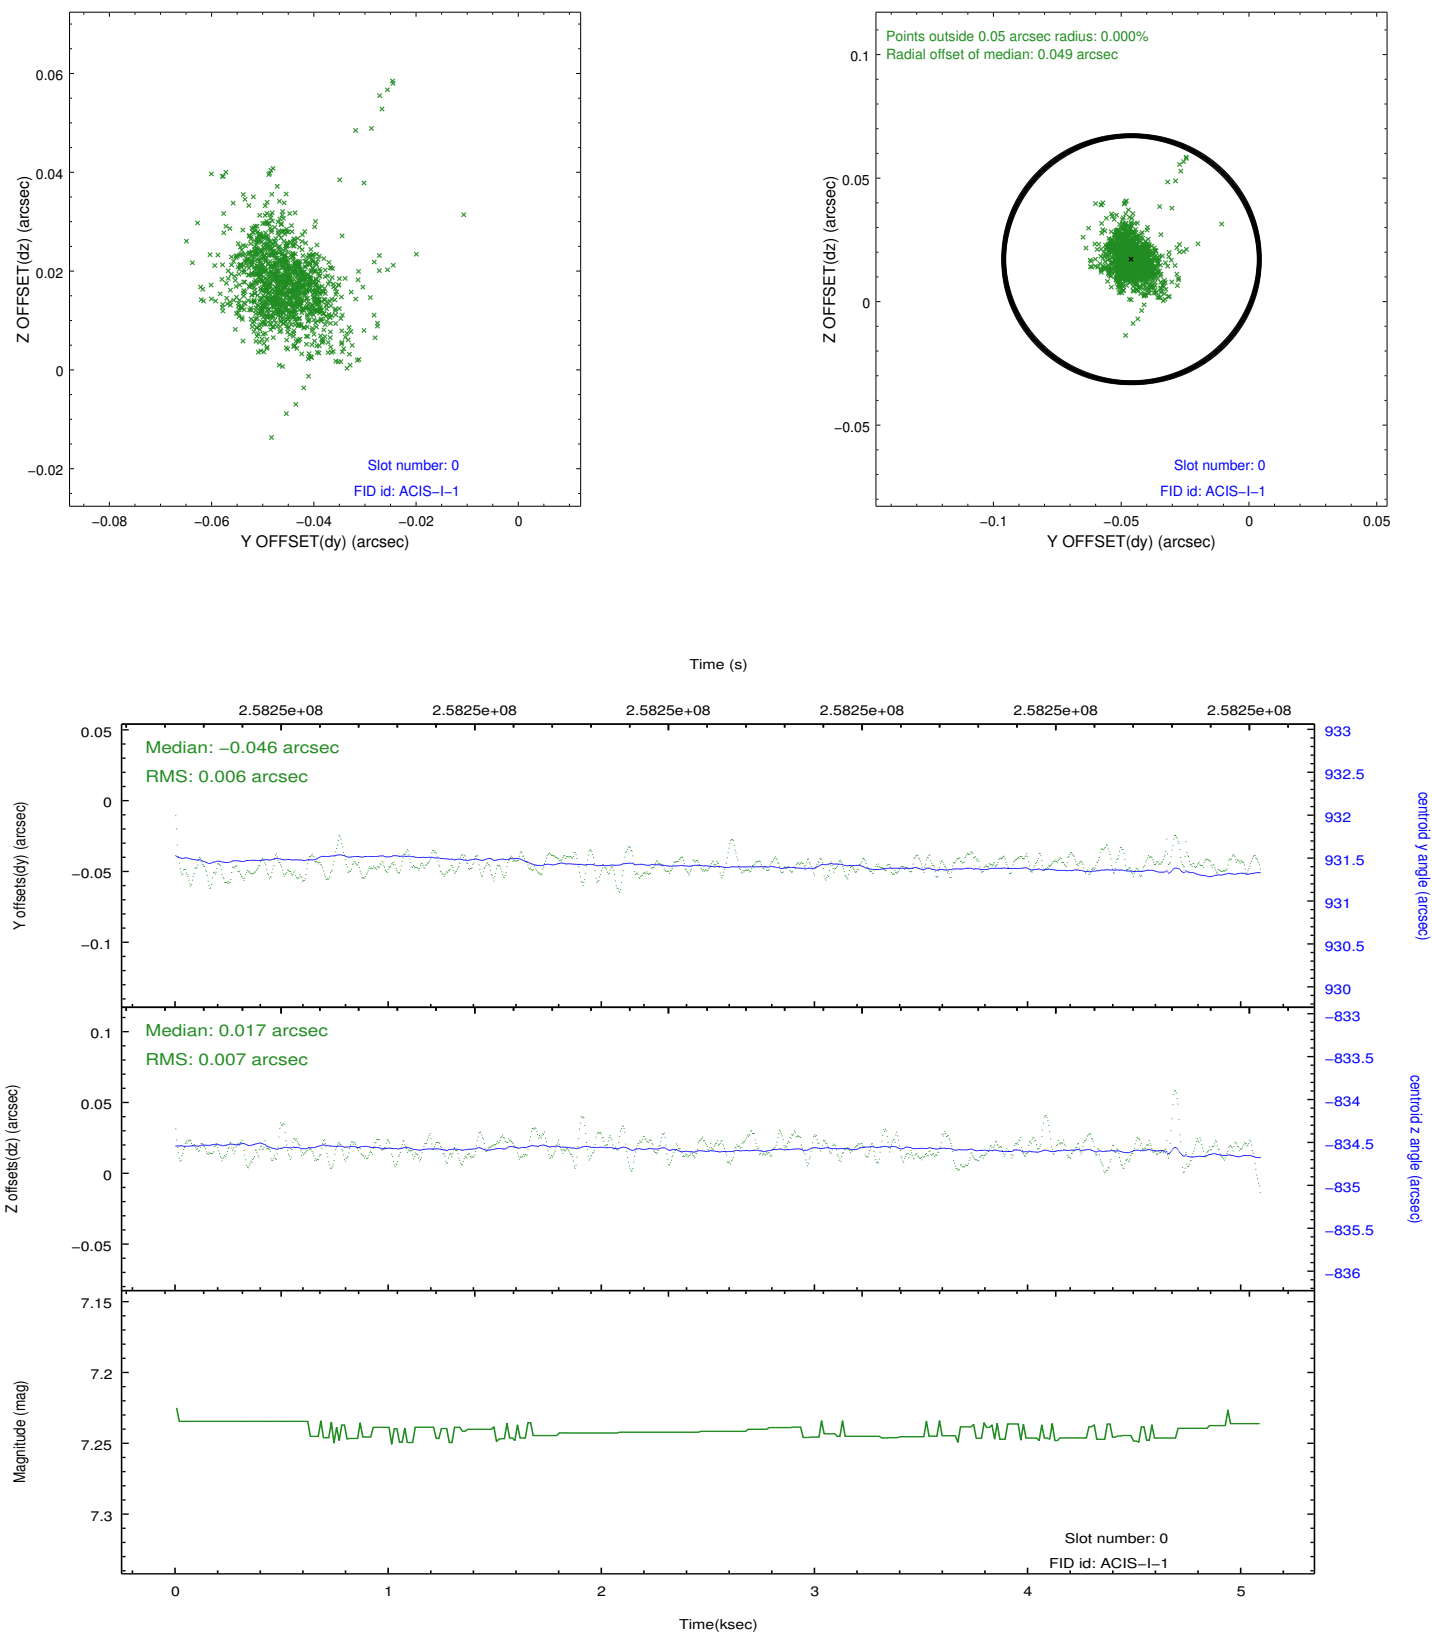 0.06
0.04
0.02
0
−0.02
Z OFFSET(dz) (arcsec)
Slot number: 0
FID id: ACIS−I−1
−0.08 −0.06 −0.04 −0.02 0
Y OFFSET(dy) (arcsec)
Points outside 0.05 arcsec radius: 0.000%
Radial offset of median: 0.049 arcsec
0.1
0.05
0
−0.05
Z OFFSET(dz) (arcsec)
Slot number: 0
FID id: ACIS−I−1
−0.1 −0.05 0 0.05
Y OFFSET(dy) (arcsec)
Time (s)
2.5825e+08 2.5825e+08 2.5825e+08 2.5825e+08 2.5825e+08 2.5825e+08
Median: −0.046 arcsec
RMS: 0.006 arcsec
0.05
0
−0.05
−0.1
Y offsets(dy) (arcsec)
933
932.5
932
931.5
931
930.5
930
centroid y angle (arcsec)
Median: 0.017 arcsec
RMS: 0.007 arcsec
0.1
0.05
0
−0.05
Z offsets(dz) (arcsec)
−833
−833.5
−834
−834.5
−835
−835.5
−836
centroid z angle (arcsec)
7.15
7.2
7.25
7.3
Magnitude (mag)
Slot number: 0
FID id: ACIS−I−1
0 1 2 3 4 5
Time(ksec)